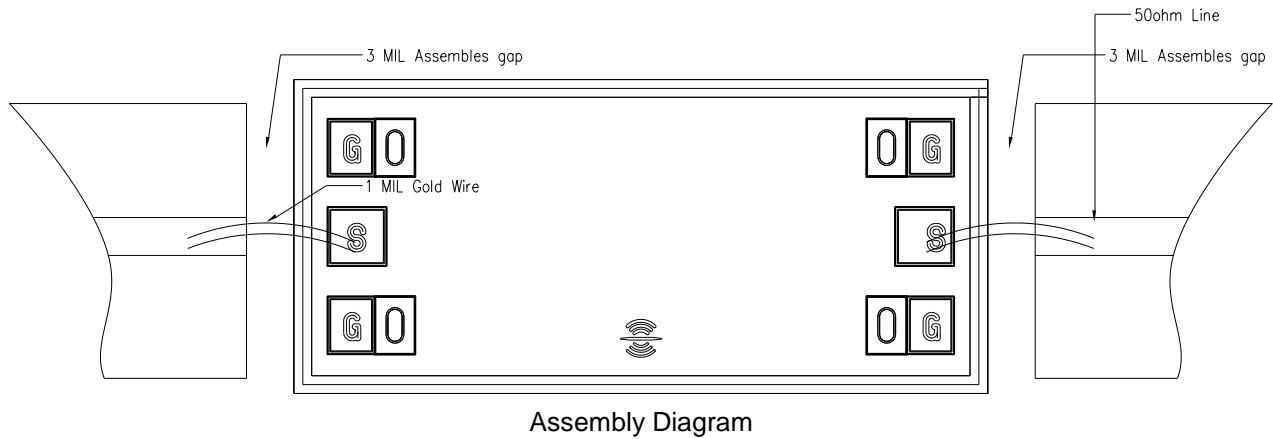 50ohm Line
3 MIL Assembles gap
3 MIL Assembles gap
G O
O G
1 MIL Gold Wire
S
S
G O
O G
Assembly Diagram